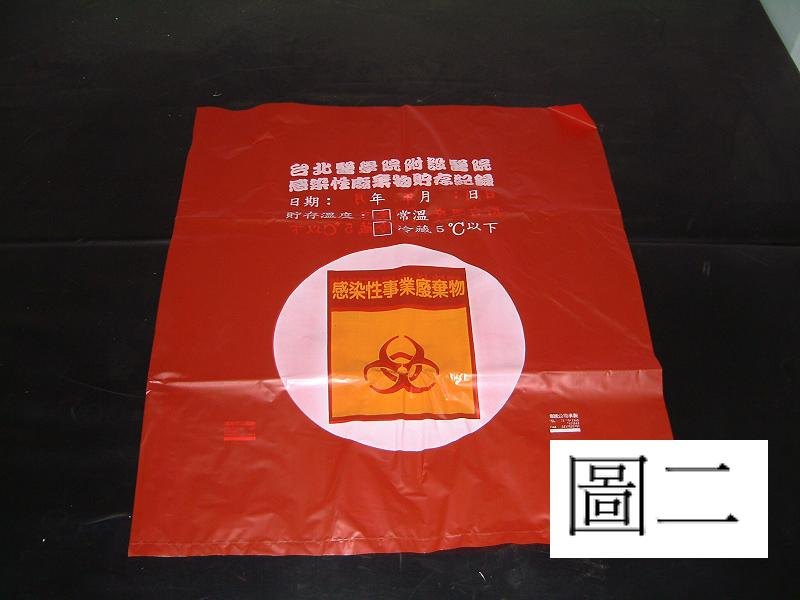 台北醫學院附設醫院
感染性廢棄物貯存紀錄
日期： 年 月 日
貯存溫度：□ 常溫
□ 冷藏5℃以下
感染性事業廢棄物
圖二